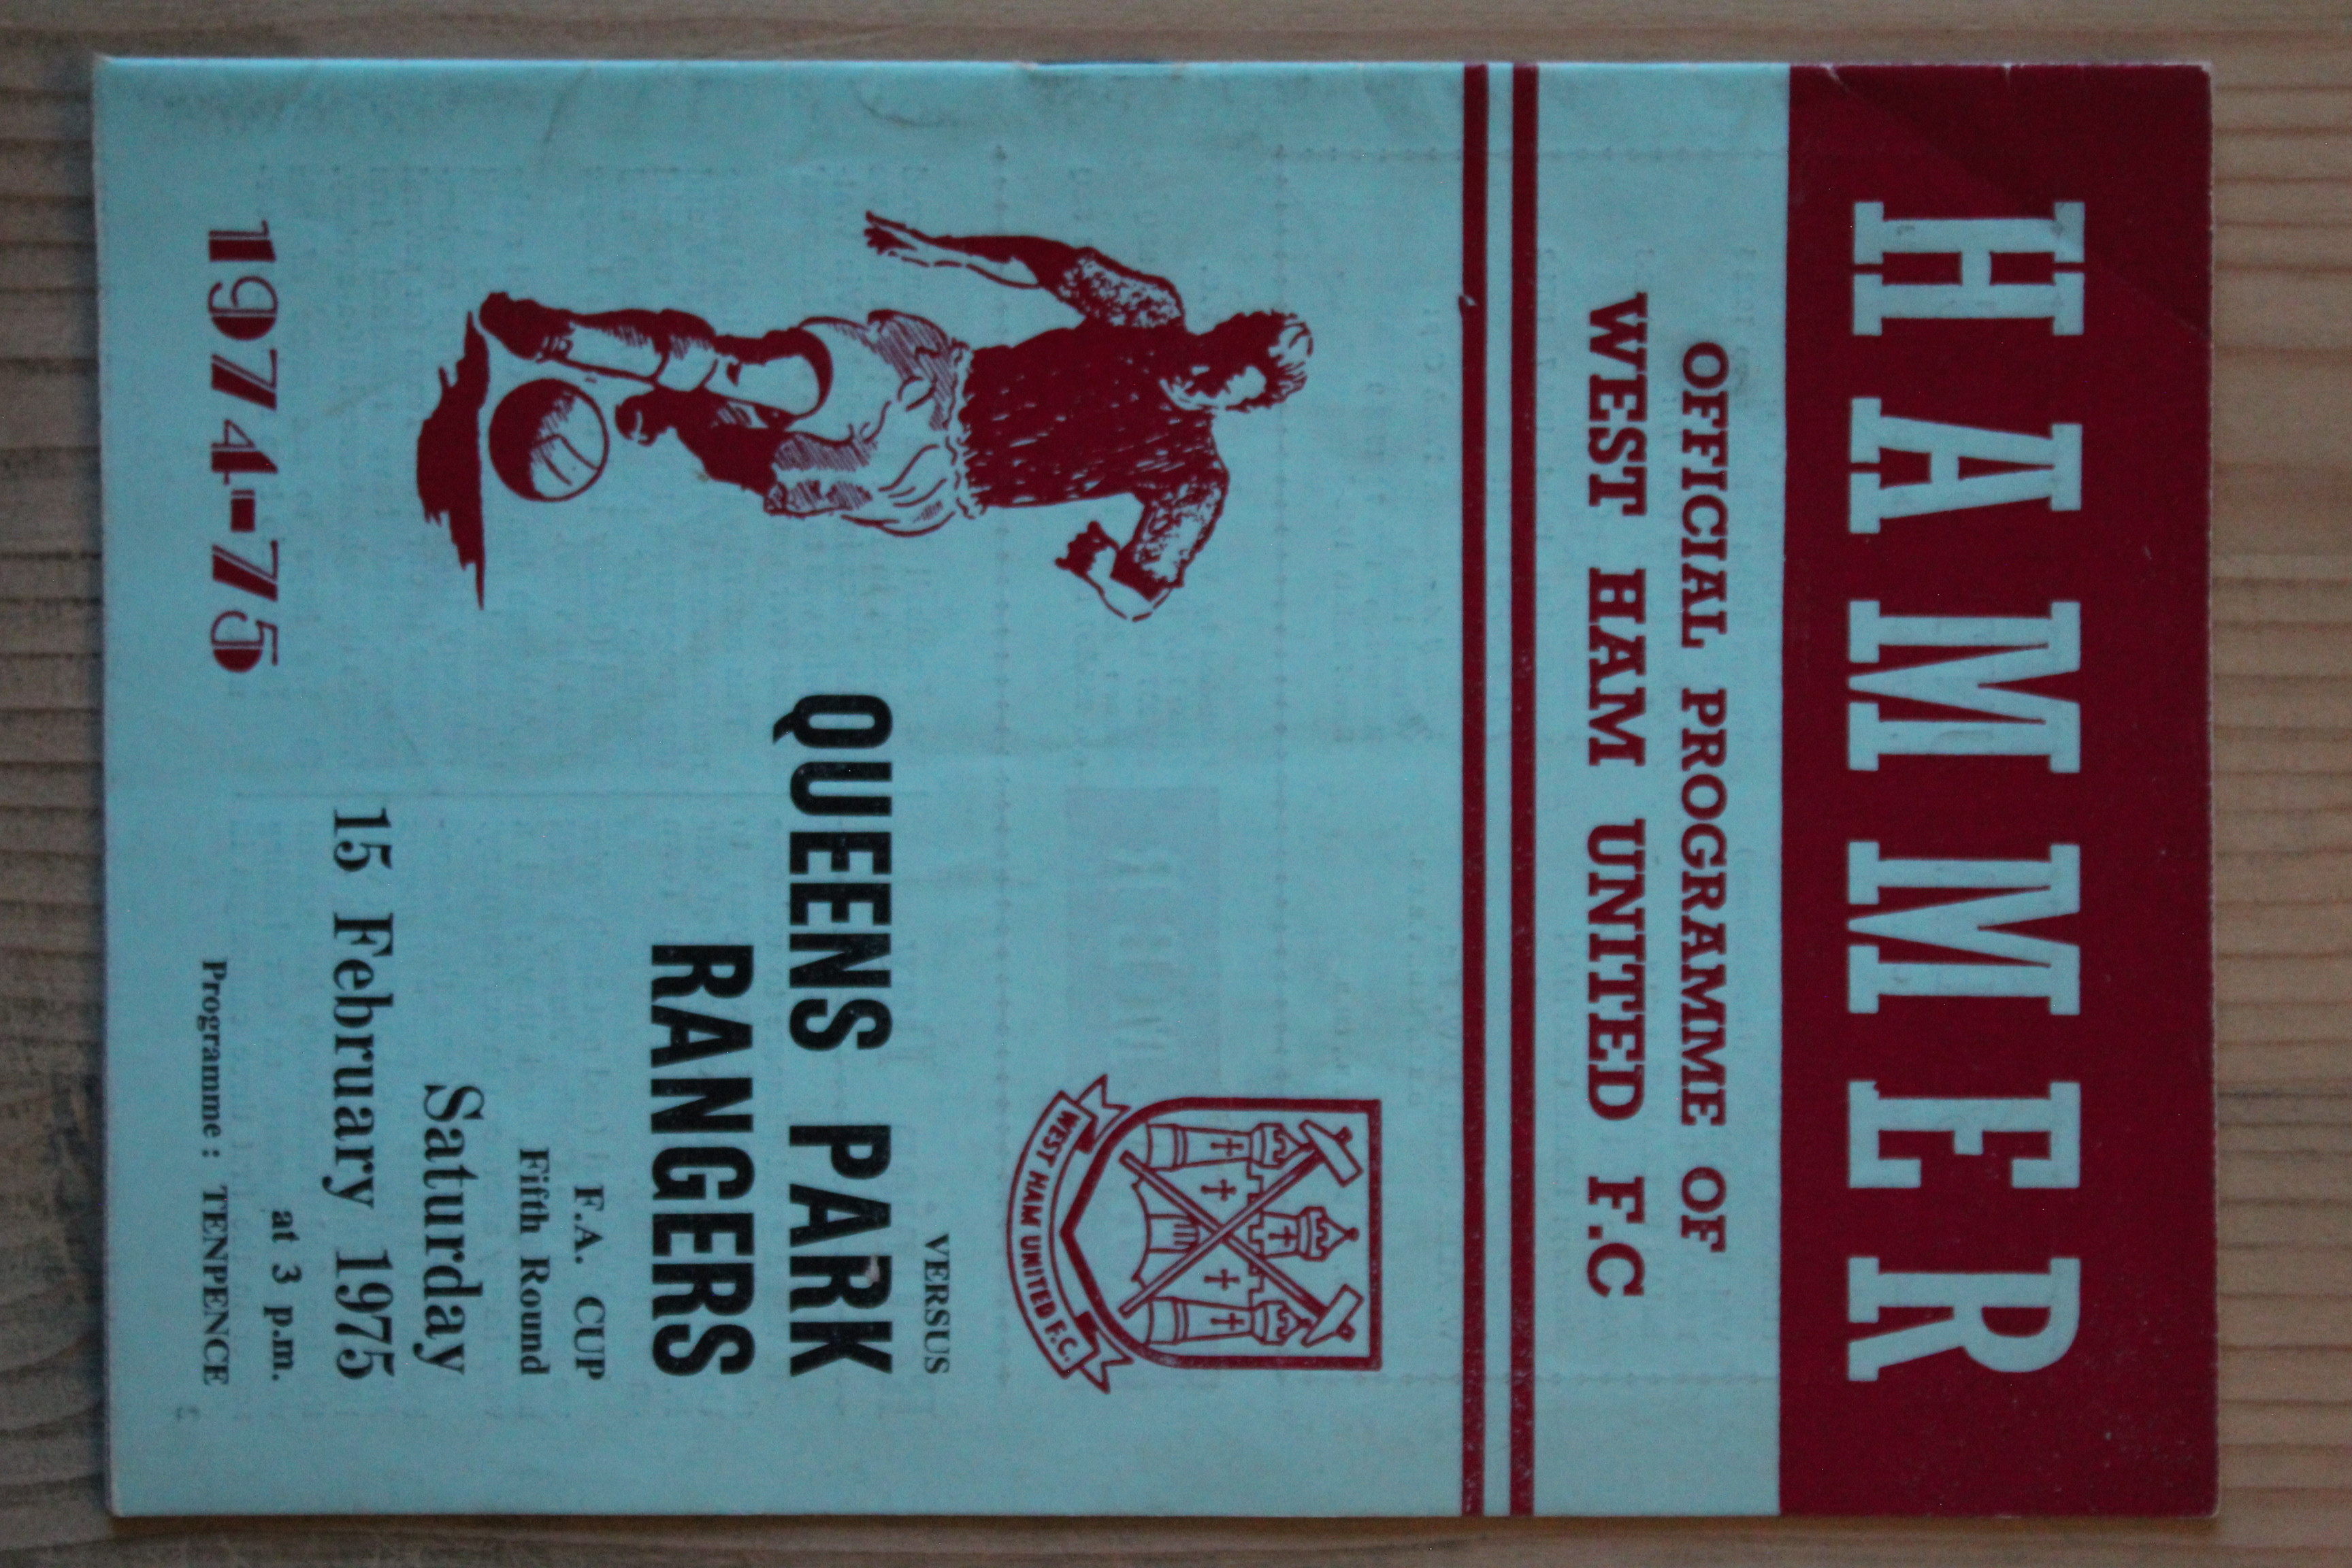 HAMMER
OFFICIAL PROGRAMME OF
WEST HAM UNITED F.C
WEST HAM UNITED F.C.
VERSUS
QUEENS PARK
RANGERS
F.A. CUP
Fifth Round
Saturday
15 February 1975
at 3 p.m.
1974-75
Programme : TENPENCE